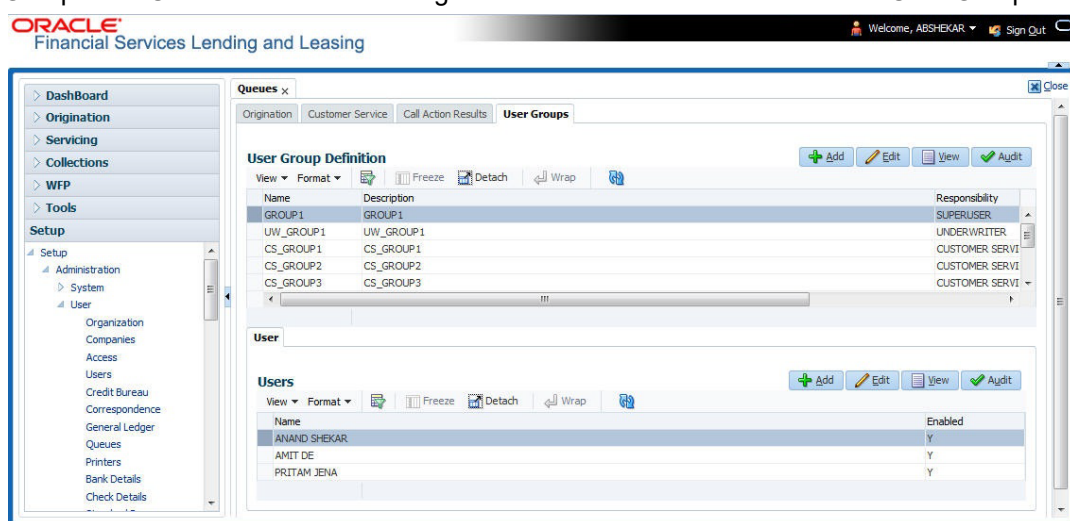 ORACLE
Financial Services Lending and Leasing
Welcome, ABSHEKAR Sign Out
Close
DashBoard
Origination
Servicing
Collections
WFP
Tools
Setup
Setup
Administration
System
User
Organization
Companies
Access
Users
Credit Bureau
Correspondence
General Ledger
Queues
Printers
Bank Details
Check Details
Queues
Origination Customer Service Call Action Results User Groups
User Group Definition
Add Edit View Audit
View Format Freeze Detach Wrap
Name Description Responsibility
GROUP1 GROUP1 SUPERUSER
UW_GROUP1 UW_GROUP1 UNDERWRITER
CS_GROUP1 CS_GROUP1 CUSTOMER SERVI
CS_GROUP2 CS_GROUP2 CUSTOMER SERVI
CS_GROUP3 CS_GROUP3 CUSTOMER SERVI
User
Users
Add Edit View Audit
View Format Freeze Detach Wrap
Name Enabled
ANAND SHEKAR Y
AMIT DE Y
PRITAM JENA Y